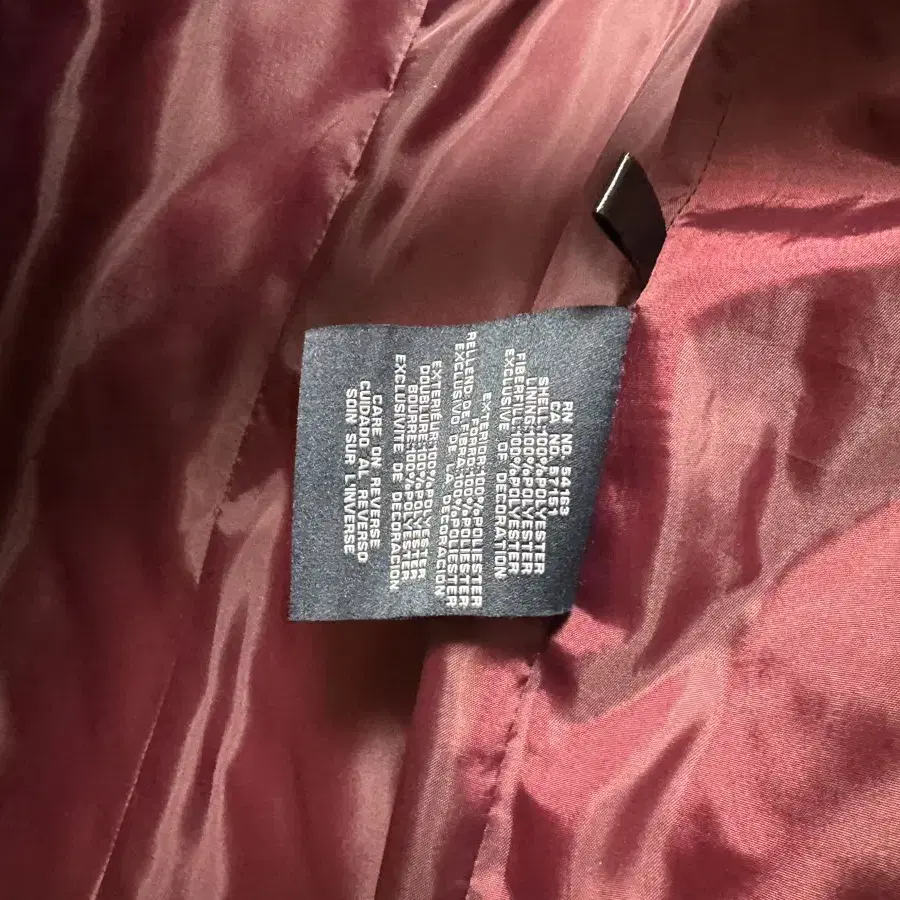 RN NO. 54163
CA NO. 57151
SHELL:100%POLYESTER
LINING:100%POLYESTER
FIBERFILL:100%POLYESTER
EXCLUSIVE OF DECORATION
EXTERIOR:100%POLIESTER
FORRO:100%POLIESTER
RELLENO DE FIBRA:100%POLIESTER
EXCLUSIVO DE LA DECORACION
EXTERIEUR:100%POLYESTER
DOUBLURE:100%POLYESTER
BOURRE:100%POLYESTER
EXCLUSIVITE DE DECORACION
CARE ON REVERSE
CUIDADO AL REVERSO
SOIN SUR L'INVERSE